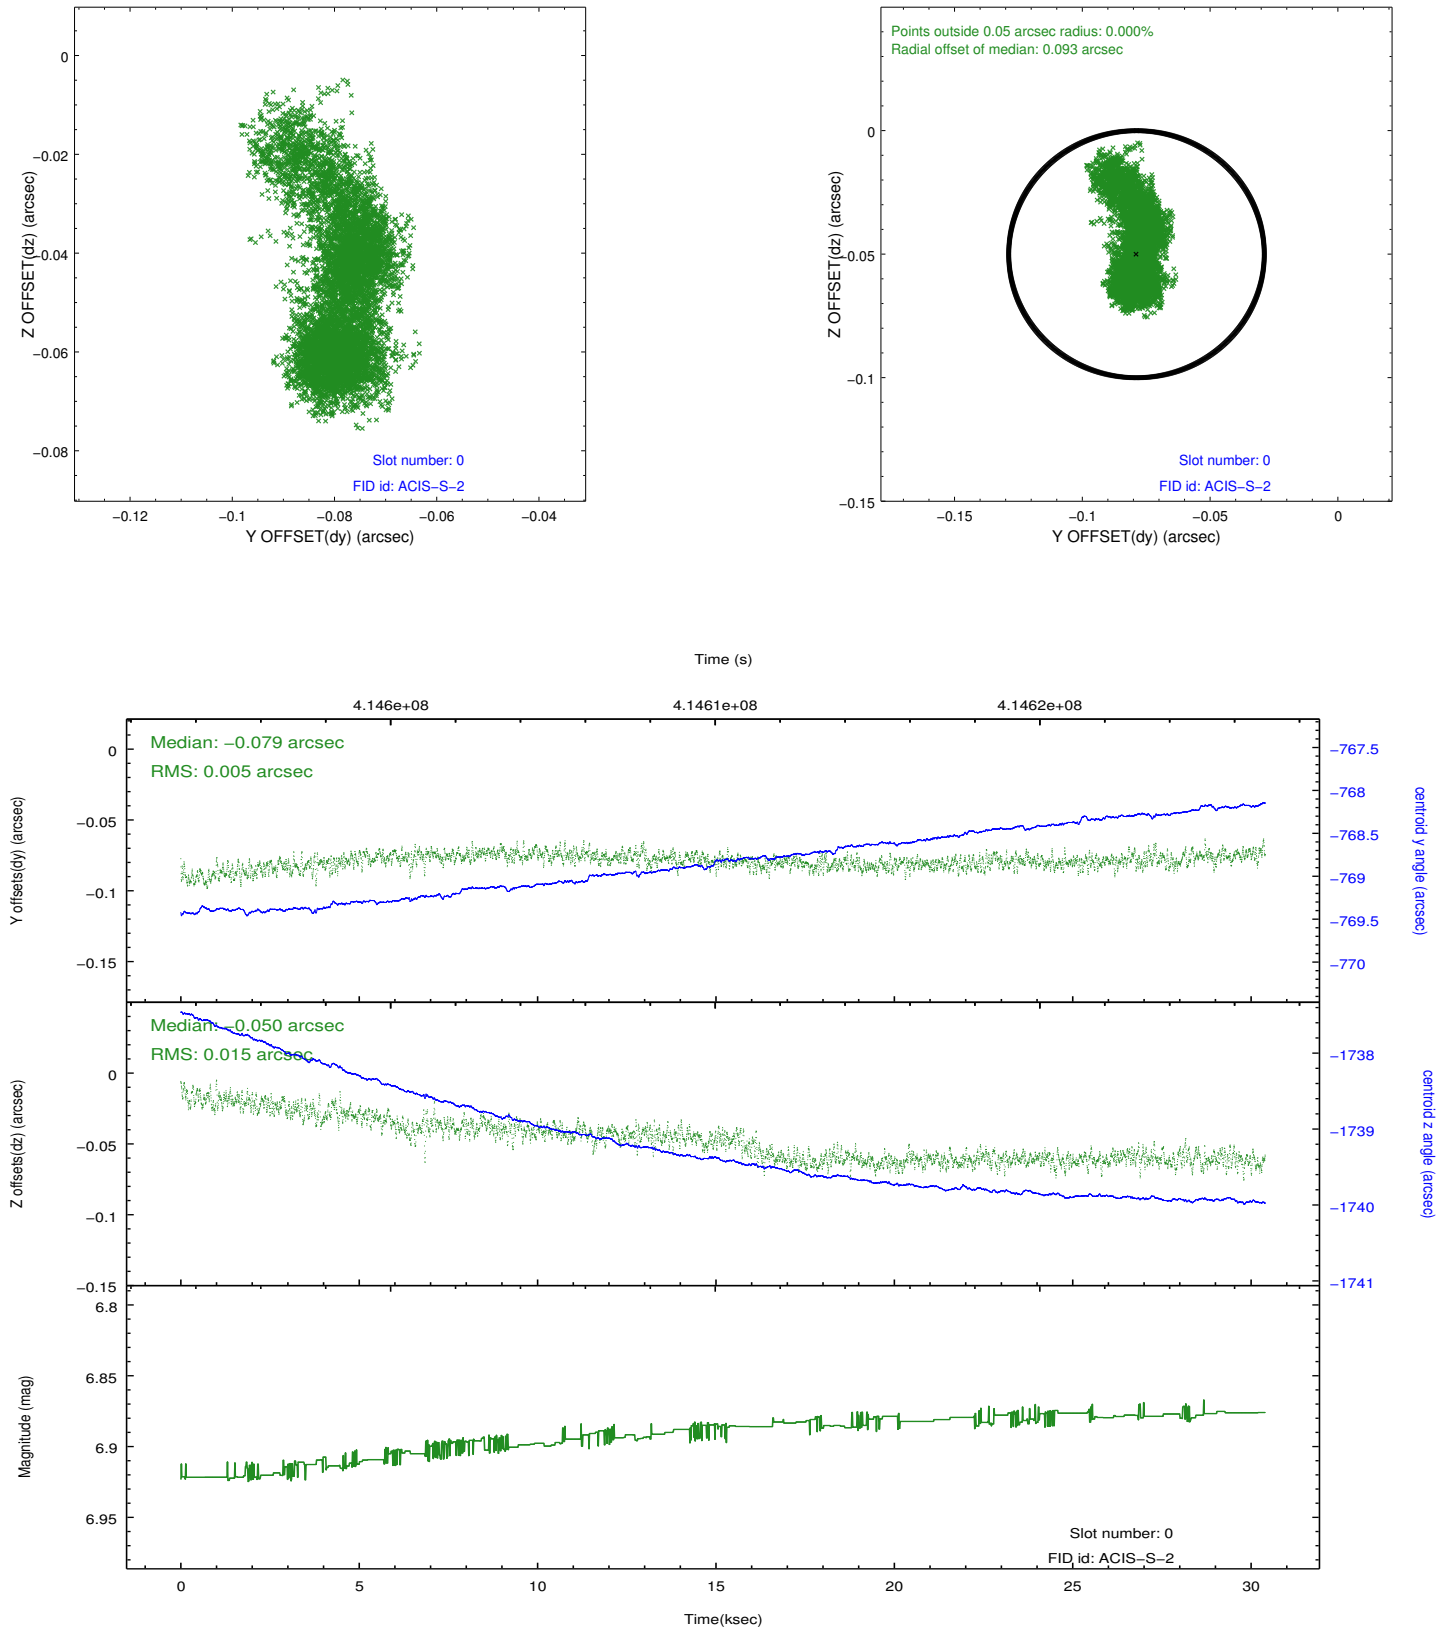 0
−0.02
−0.04
−0.06
−0.08
Z OFFSET(dz) (arcsec)
Slot number: 0
FID id: ACIS−S−2
−0.12
−0.1
−0.08
−0.06
−0.04
Y OFFSET(dy) (arcsec)
Points outside 0.05 arcsec radius: 0.000%
Radial offset of median: 0.093 arcsec
0
−0.05
−0.1
−0.15
Z OFFSET(dz) (arcsec)
Slot number: 0
FID id: ACIS−S−2
−0.15
−0.1
−0.05
0
Y OFFSET(dy) (arcsec)
Time (s)
4.146e+08
4.1461e+08
4.1462e+08
Median: −0.079 arcsec
RMS: 0.005 arcsec
0
−0.05
−0.1
−0.15
Y offsets(dy) (arcsec)
−767.5
−768
−768.5
−769
−769.5
−770
centroid y angle (arcsec)
Median: −0.050 arcsec
RMS: 0.015 arcsec
0
−0.05
−0.1
−0.15
Z offsets(dz) (arcsec)
−1738
−1739
−1740
−1741
centroid z angle (arcsec)
6.8
6.85
6.9
6.95
Magnitude (mag)
Slot number: 0
FID id: ACIS−S−2
0
5
10
15
20
25
30
Time(ksec)